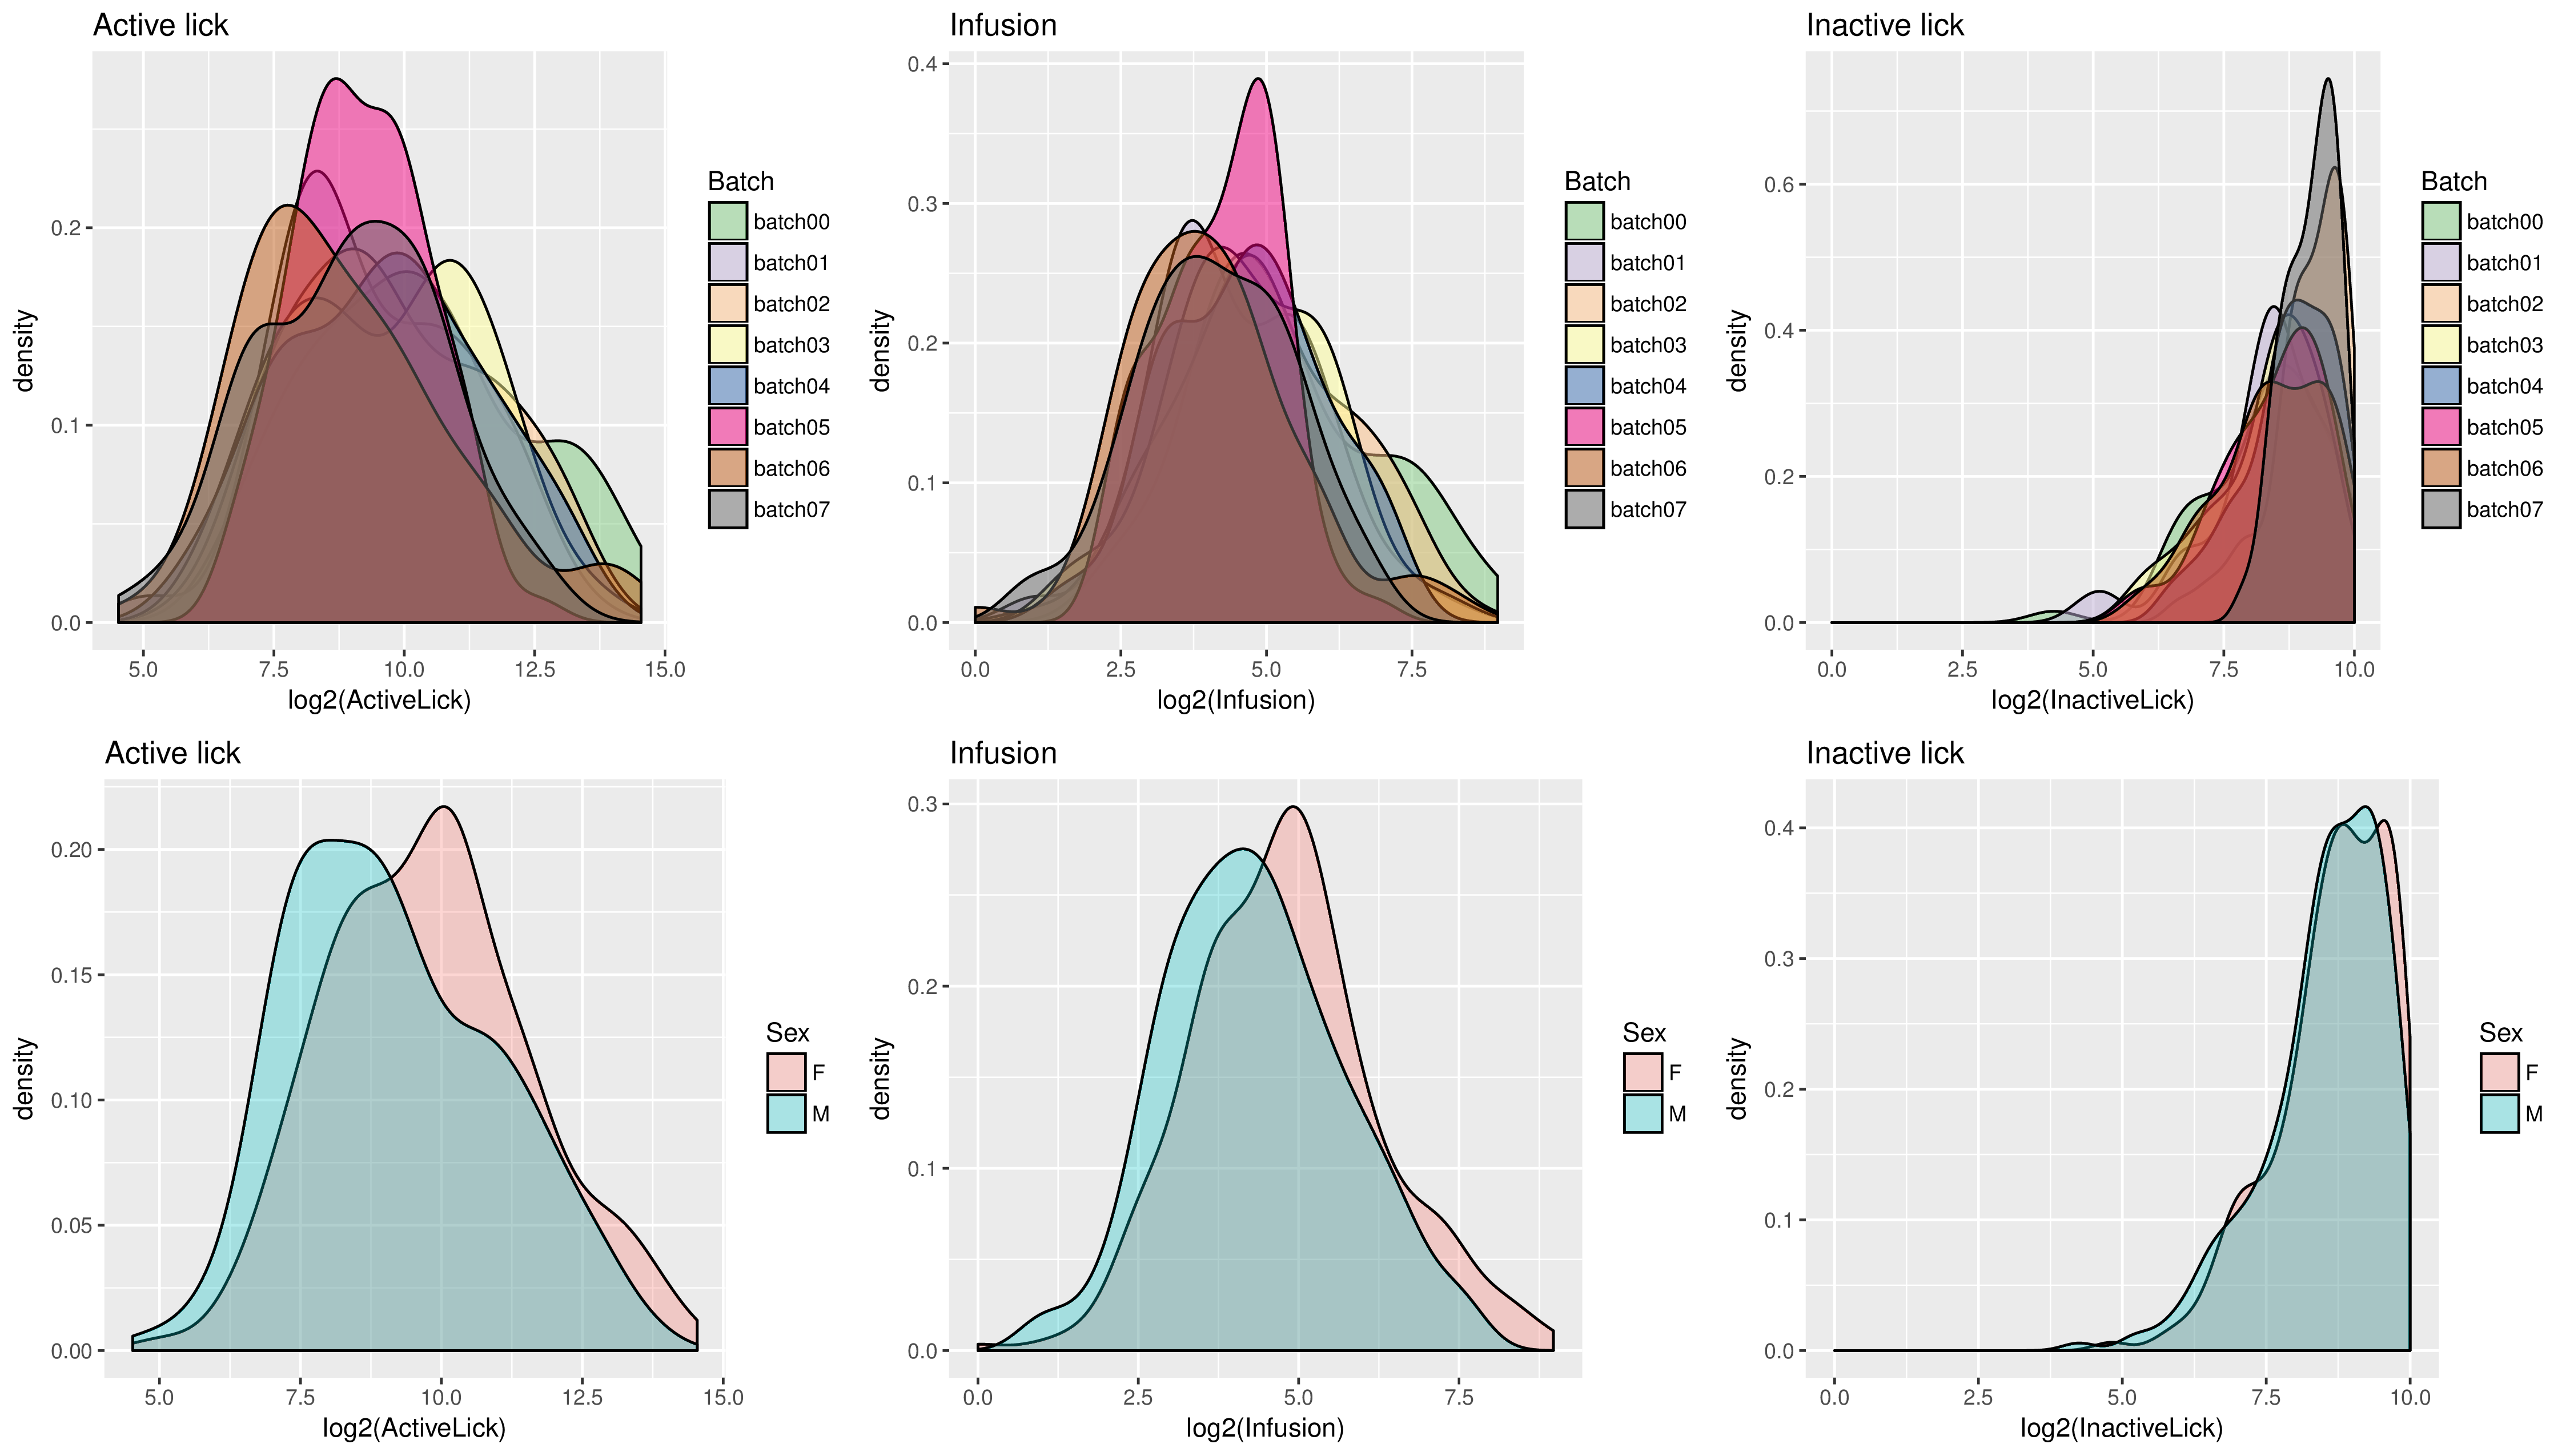 Active lick
density
0.2
0.1
0.0
5.0 7.5 10.0 12.5 15.0
log2(ActiveLick)
Batch
batch00
batch01
batch02
batch03
batch04
batch05
batch06
batch07
Infusion
density
0.4
0.3
0.2
0.1
0.0
0.0 2.5 5.0 7.5
log2(Infusion)
Batch
batch00
batch01
batch02
batch03
batch04
batch05
batch06
batch07
Inactive lick
density
0.6
0.4
0.2
0.0
0.0 2.5 5.0 7.5 10.0
log2(InactiveLick)
Batch
batch00
batch01
batch02
batch03
batch04
batch05
batch06
batch07
Active lick
density
0.20
0.15
0.10
0.05
0.00
5.0 7.5 10.0 12.5 15.0
log2(ActiveLick)
Sex
F
M
Infusion
density
0.3
0.2
0.1
0.0
0.0 2.5 5.0 7.5
log2(Infusion)
Sex
F
M
Inactive lick
density
0.4
0.3
0.2
0.1
0.0
0.0 2.5 5.0 7.5 10.0
log2(InactiveLick)
Sex
F
M